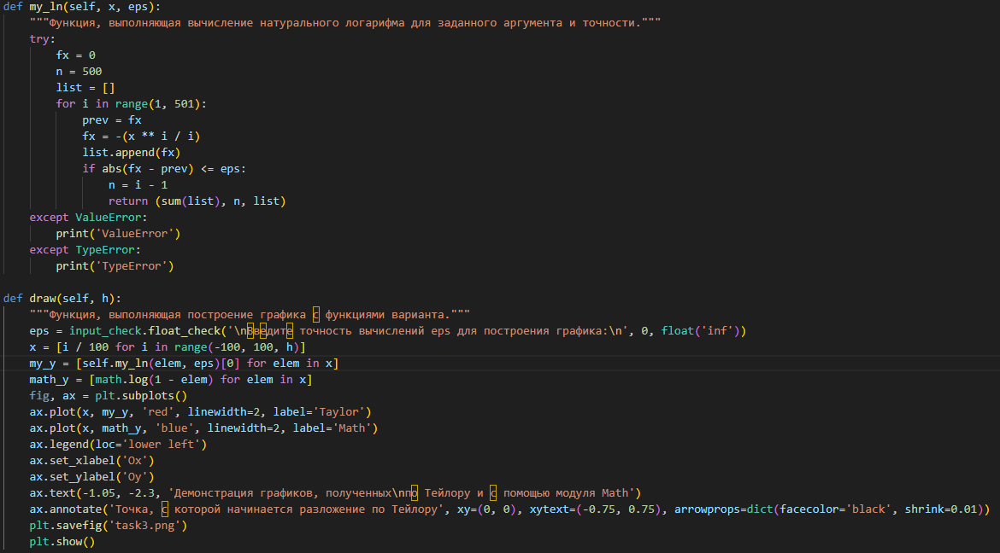 def my_ln(self, x, eps):
    """Функция, выполняющая вычисление натурального логарифма для заданного аргумента и точности."""
    try:
        fx = 0
        n = 500
        list = []
        for i in range(1, 501):
            prev = fx
            fx = -(x ** i / i)
            list.append(fx)
            if abs(fx - prev) <= eps:
                n = i - 1
                return (sum(list), n, list)
    except ValueError:
        print('ValueError')
    except TypeError:
        print('TypeError')

def draw(self, h):
    """Функция, выполняющая построение графика с функциями варианта."""
    eps = input_check.float_check('\nВведите точность вычислений eps для построения графика:\n', 0, float('inf'))
    x = [i / 100 for i in range(-100, 100, h)]
    my_y = [self.my_ln(elem, eps)[0] for elem in x]
    math_y = [math.log(1 - elem) for elem in x]
    fig, ax = plt.subplots()
    ax.plot(x, my_y, 'red', linewidth=2, label='Taylor')
    ax.plot(x, math_y, 'blue', linewidth=2, label='Math')
    ax.legend(loc='lower left')
    ax.set_xlabel('Ox')
    ax.set_ylabel('Oy')
    ax.text(-1.05, -2.3, 'Демонстрация графиков, полученных\nпо Тейлору и с помощью модуля Math')
    ax.annotate('Точка, с которой начинается разложение по Тейлору', xy=(0, 0), xytext=(-0.75, 0.75), arrowprops=dict(facecolor='black', shrink=0.01))
    plt.savefig('task3.png')
    plt.show()